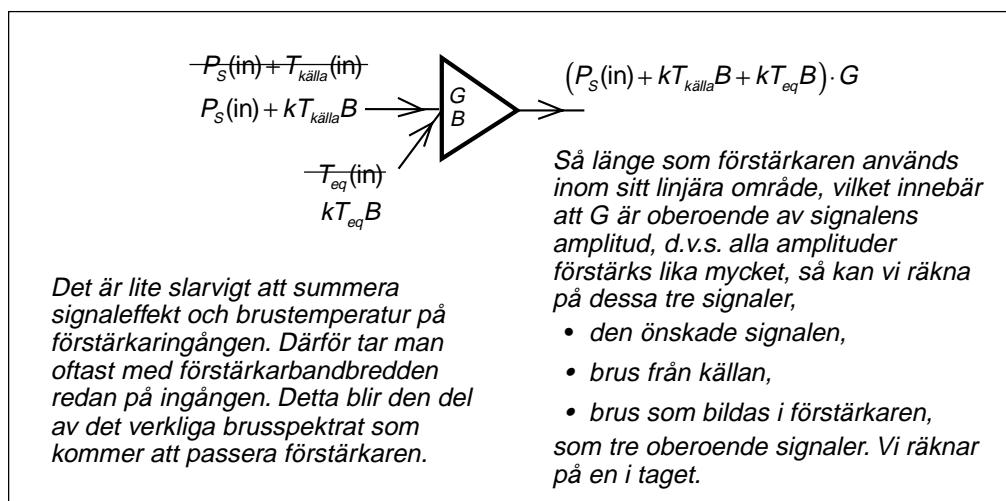 P_S(in) + T_källa(in)
P_S(in) + kT_källa B
T_eq(in)
kT_eq B
G
B
(P_S(in) + kT_källa B + kT_eq B) · G
Det är lite slarvigt att summera
signaleffekt och brustemperatur på
förstärkaringången. Därför tar man
oftast med förstärkarbandbredden
redan på ingången. Detta blir den del
av det verkliga brusspektrat som
kommer att passera förstärkaren.
Så länge som förstärkaren används
inom sitt linjära område, vilket innebär
att G är oberoende av signalens
amplitud, d.v.s. alla amplituder
förstärks lika mycket, så kan vi räkna
på dessa tre signaler,
• den önskade signalen,
• brus från källan,
• brus som bildas i förstärkaren,
som tre oberoende signaler. Vi räknar
på en i taget.